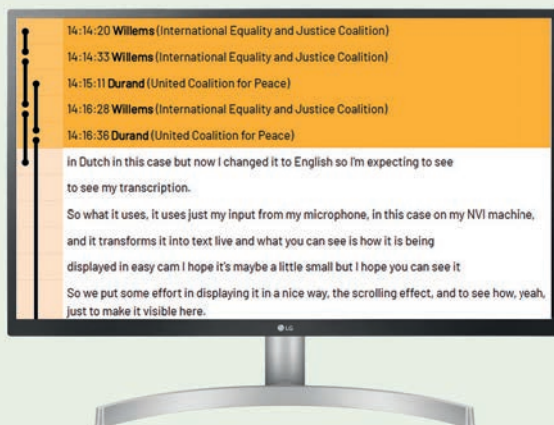 14:14:20 Willems (International Equality and Justice Coalition)
14:14:33 Willems (International Equality and Justice Coalition)
14:15:11 Durand (United Coalition for Peace)
14:16:28 Willems (International Equality and Justice Coalition)
14:16:36 Durand (United Coalition for Peace)
in Dutch in this case but now I changed it to English so I'm expecting to see
to see my transcription.
So what it uses, it uses just my input from my microphone, in this case on my NVI machine,
and it transforms it into text live and what you can see is how it is being
displayed in easy cam I hope it's maybe a little small but I hope you can see it
So we put some effort in displaying it in a nice way, the scrolling effect, and to see how, yeah,
just to make it visible here.
LG